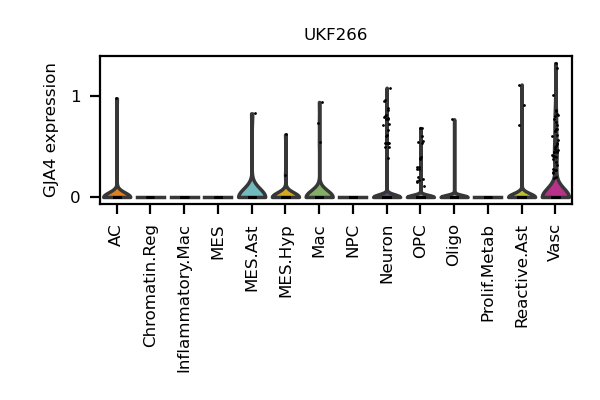 UKF266
GJA4 expression
1
0
AC
Chromatin.Reg
Inflammatory.Mac
MES
MES.Ast
MES.Hyp
Mac
NPC
Neuron
OPC
Oligo
Prolif.Metab
Reactive.Ast
Vasc